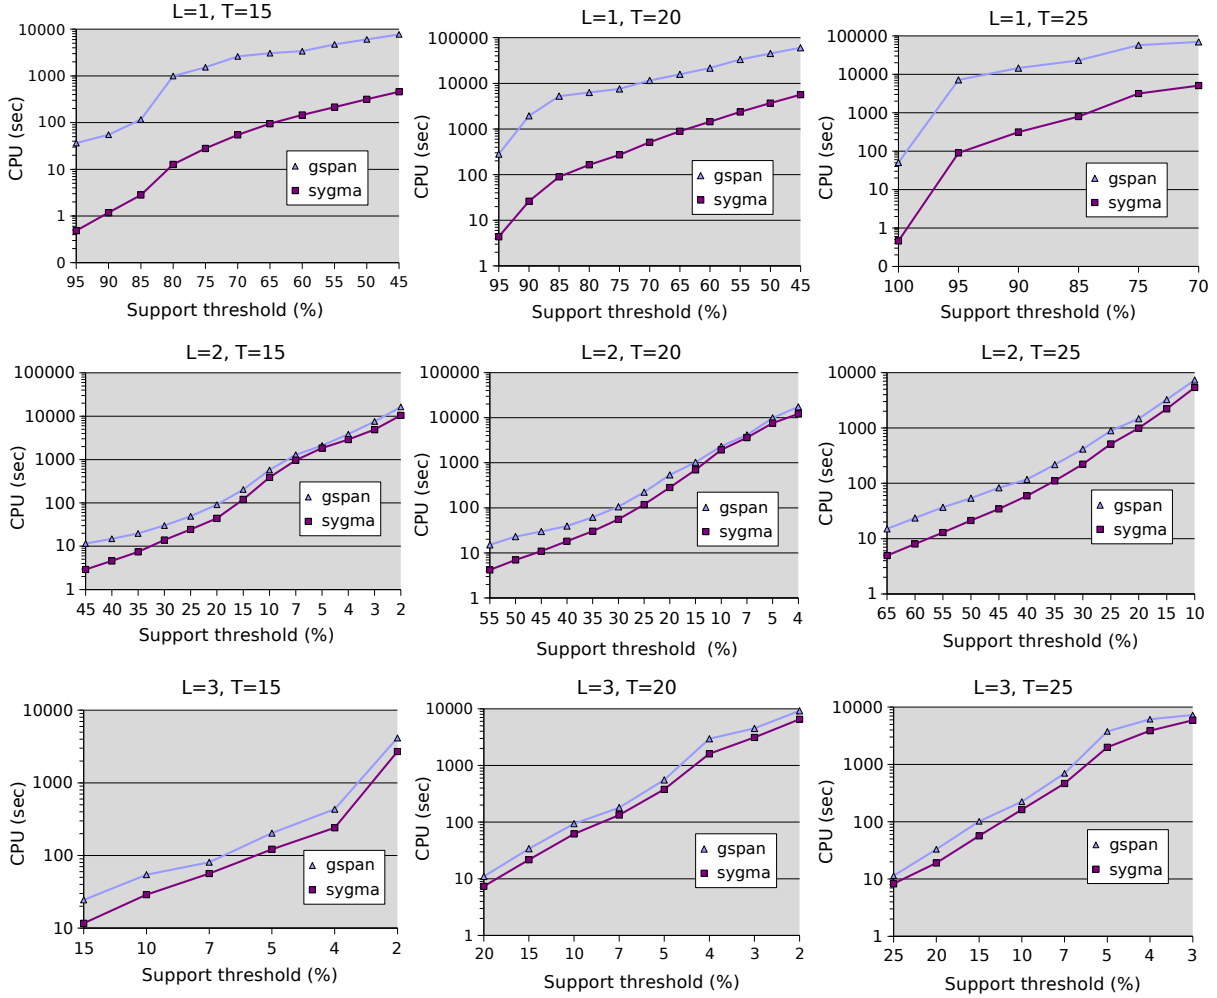 L=1, T=15
10000
1000
100
10
1
0
CPU (sec)
gspan
sygma
95 90 85 80 75 70 65 60 55 50 45
Support threshold (%)
L=1, T=20
100000
10000
1000
100
10
1
CPU (sec)
gspan
sygma
95 90 85 80 75 70 65 60 55 50 45
Support threshold (%)
L=1, T=25
100000
10000
1000
100
10
1
0
CPU (sec)
gspan
sygma
100 95 90 85 75 70
Support threshold (%)
L=2, T=15
100000
10000
1000
100
10
1
CPU (sec)
gspan
sygma
45 40 35 30 25 20 15 10 7 5 4 3 2
Support threshold (%)
L=2, T=20
100000
10000
1000
100
10
1
CPU (sec)
gspan
sygma
55 50 45 40 35 30 25 20 15 10 7 5 4
Support threshold (%)
L=2, T=25
10000
1000
100
10
1
CPU (sec)
gspan
sygma
65 60 55 50 45 40 35 30 25 20 15 10
Support threshold (%)
L=3, T=15
10000
1000
100
10
CPU (sec)
gspan
sygma
15 10 7 5 4 2
Support threshold (%)
L=3, T=20
10000
1000
100
10
1
CPU (sec)
gspan
sygma
20 15 10 7 5 4 3 2
Support threshold (%)
L=3, T=25
10000
1000
100
10
1
CPU (sec)
gspan
sygma
25 20 15 10 7 5 4 3
Support threshold (%)